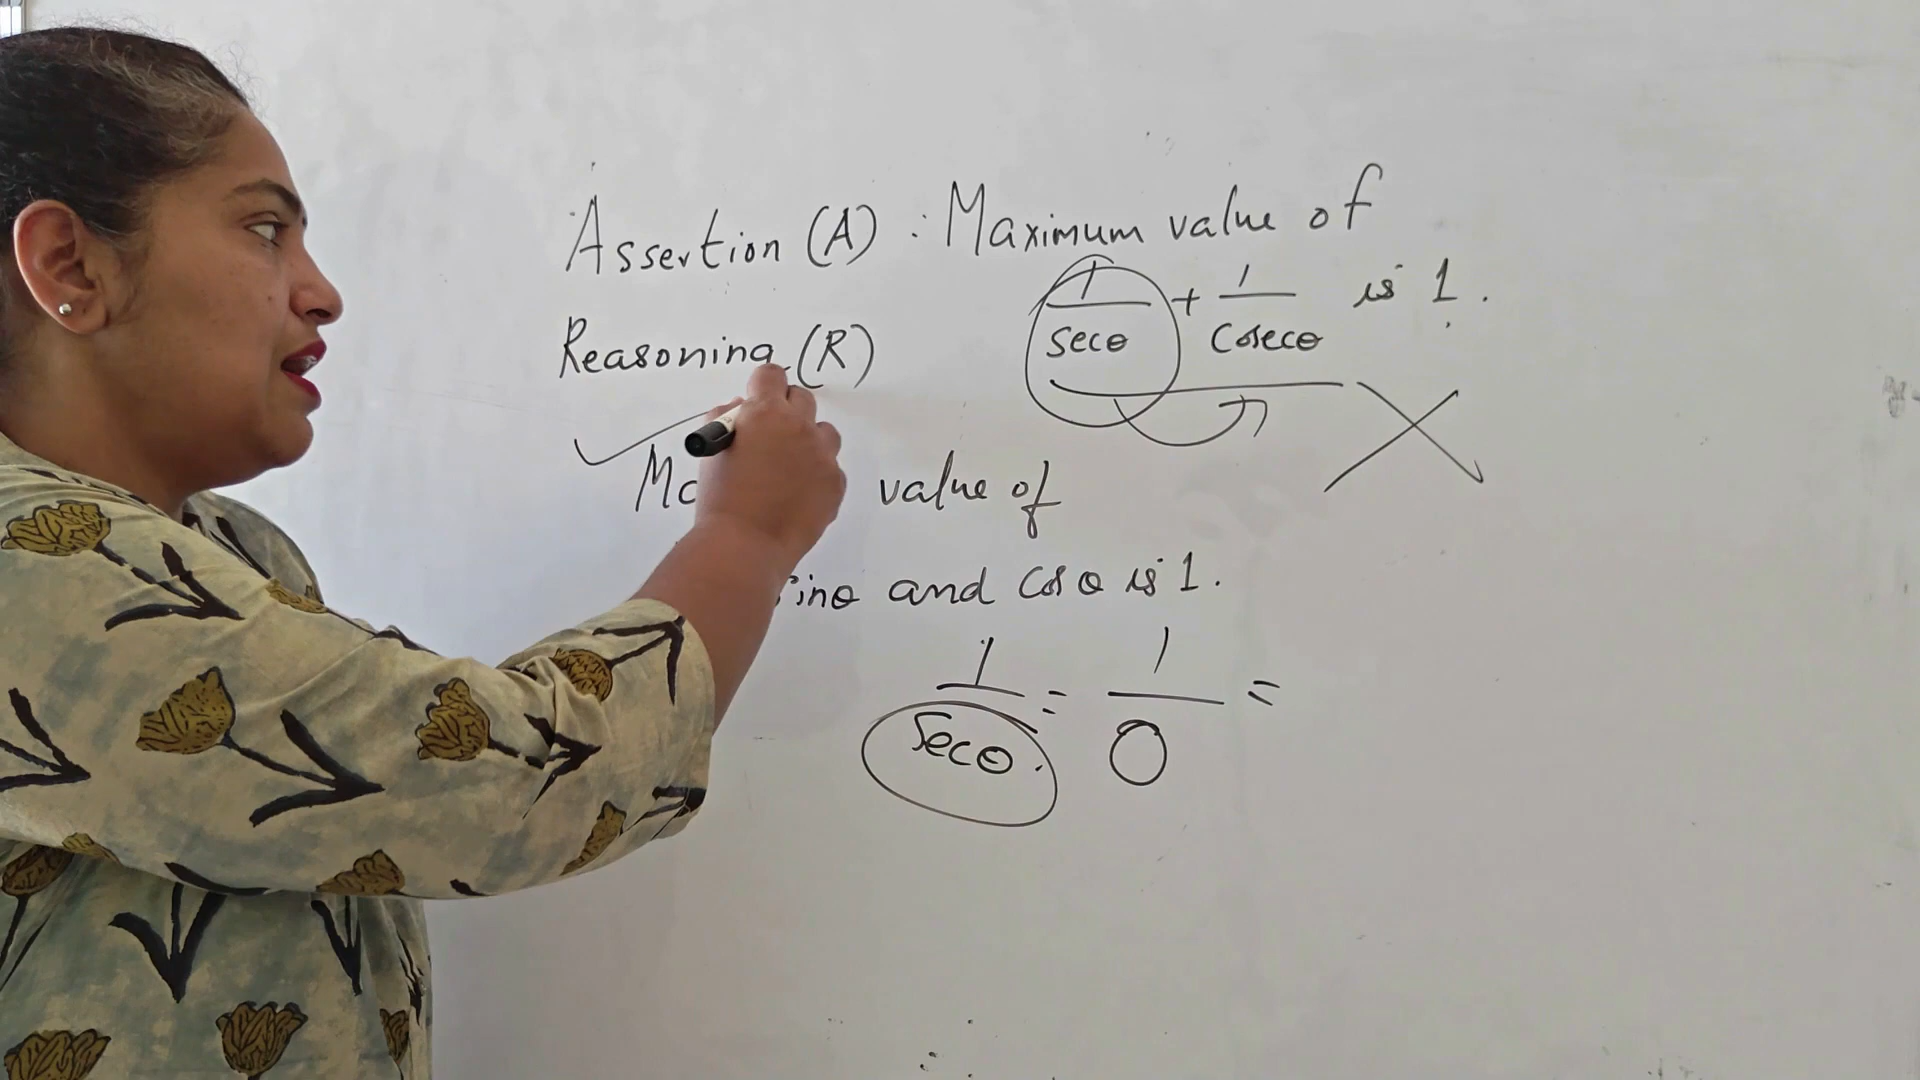 Assertion (A) : Maximum value of
1/secθ + 1/cosecθ is 1.
Reasoning (R)
value of
and cosθ is 1.
1/secθ. = 1/0 =